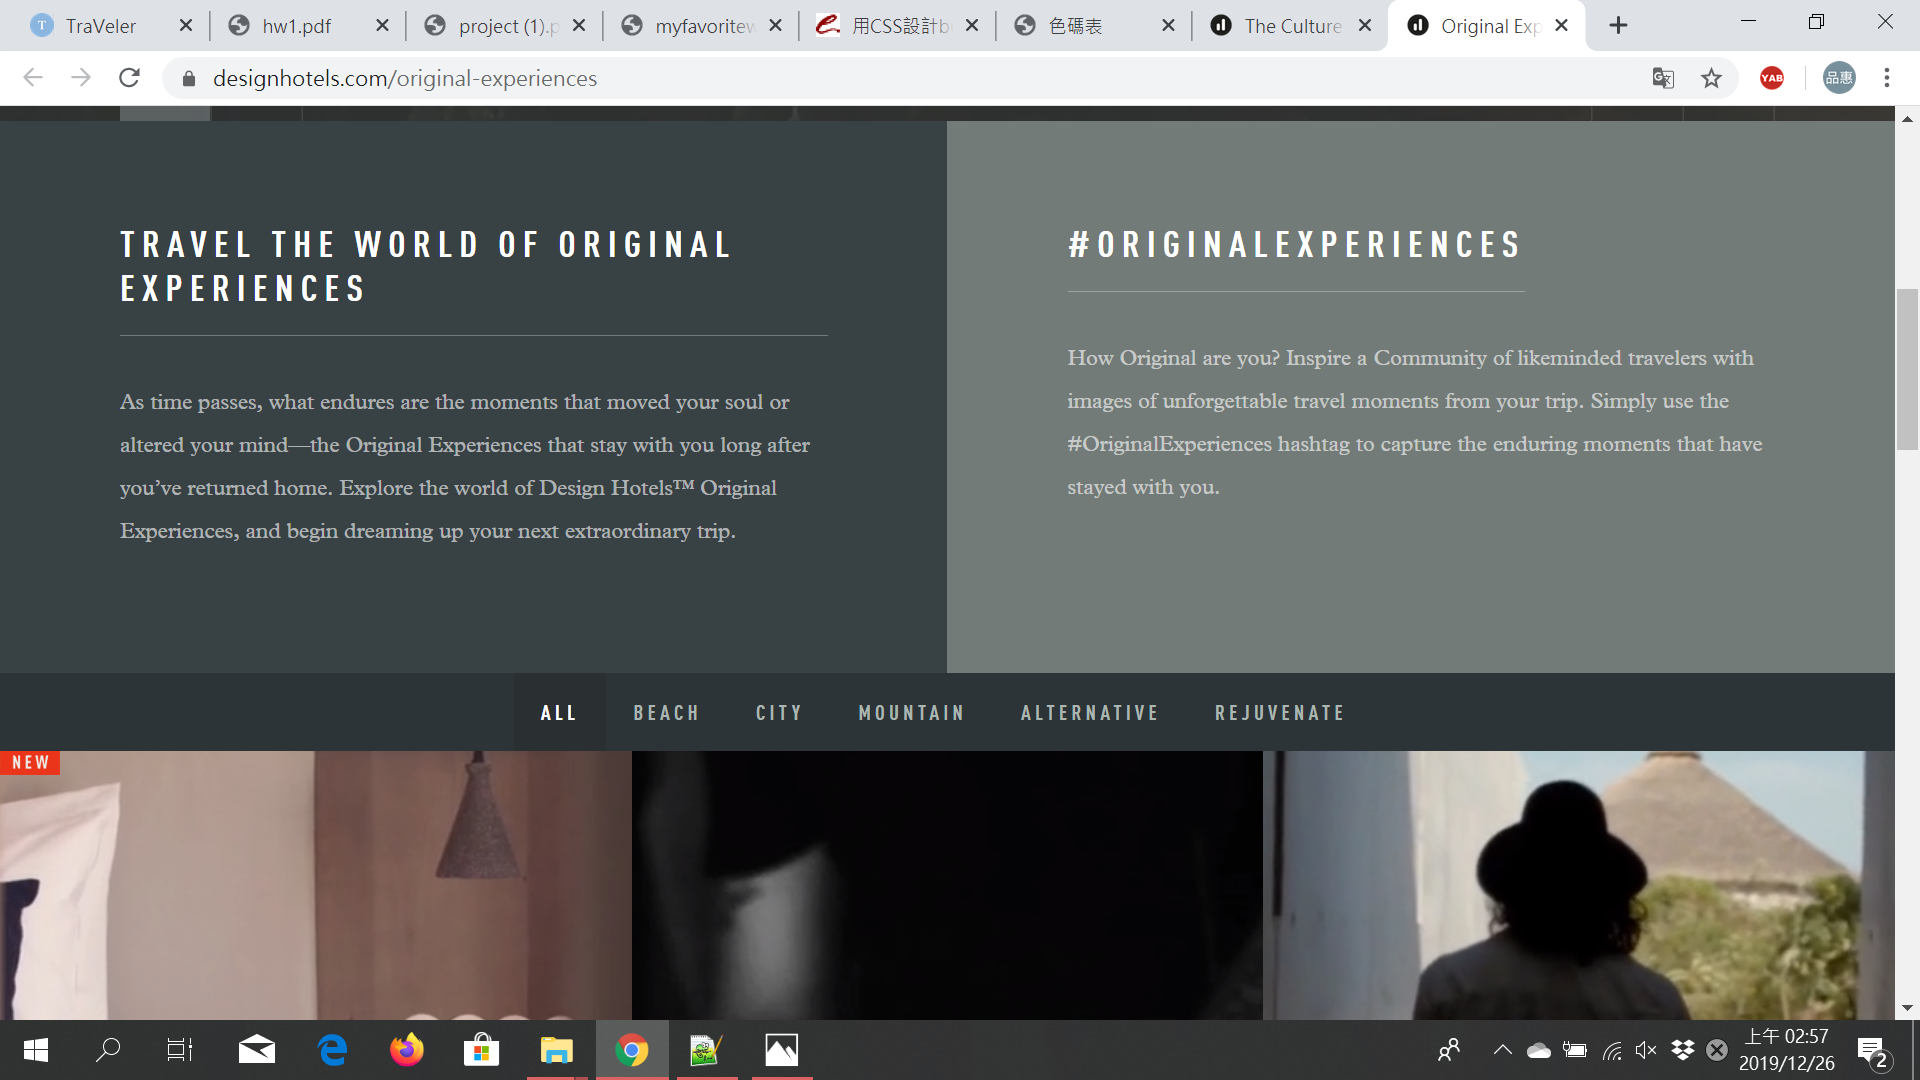 TraVeler
hw1.pdf
project (1).p
myfavoritew
用CSS設計b
色碼表
The Culture
Original Exp
designhotels.com/original-experiences
YAB
品惠
TRAVEL THE WORLD OF ORIGINAL
EXPERIENCES
As time passes, what endures are the moments that moved your soul or
altered your mind—the Original Experiences that stay with you long after
you’ve returned home. Explore the world of Design Hotels™ Original
Experiences, and begin dreaming up your next extraordinary trip.
#ORIGINALEXPERIENCES
How Original are you? Inspire a Community of likeminded travelers with
images of unforgettable travel moments from your trip. Simply use the
#OriginalExperiences hashtag to capture the enduring moments that have
stayed with you.
ALL BEACH CITY MOUNTAIN ALTERNATIVE REJUVENATE
NEW
上午 02:57
2019/12/26
2